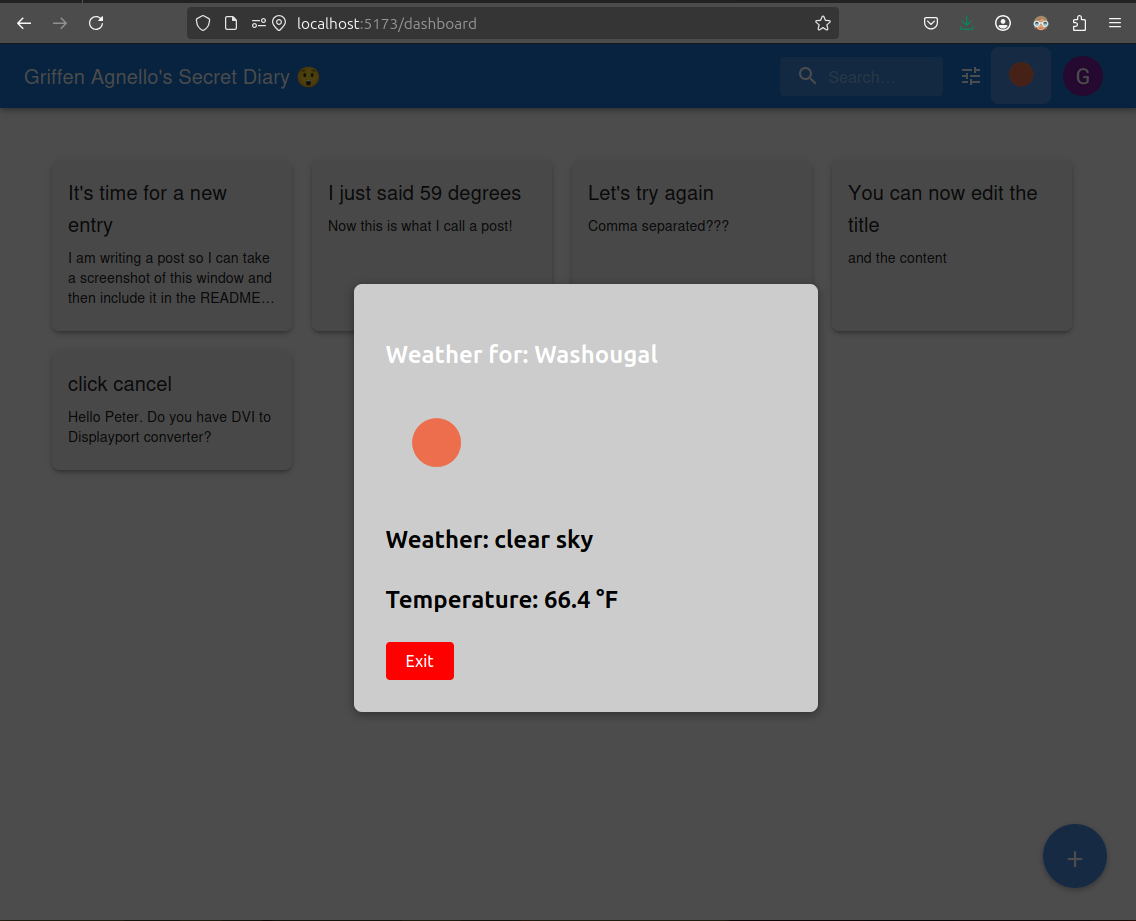 localhost:5173/dashboard
Griffen Agnello's Secret Diary 😲
Search…
G
It's time for a new
entry
I am writing a post so I can take
a screenshot of this window and
then include it in the README…
I just said 59 degrees
Now this is what I call a post!
Let's try again
Comma separated???
You can now edit the
title
and the content
click cancel
Hello Peter. Do you have DVI to
Displayport converter?
Weather for: Washougal
Weather: clear sky
Temperature: 66.4 °F
Exit
+